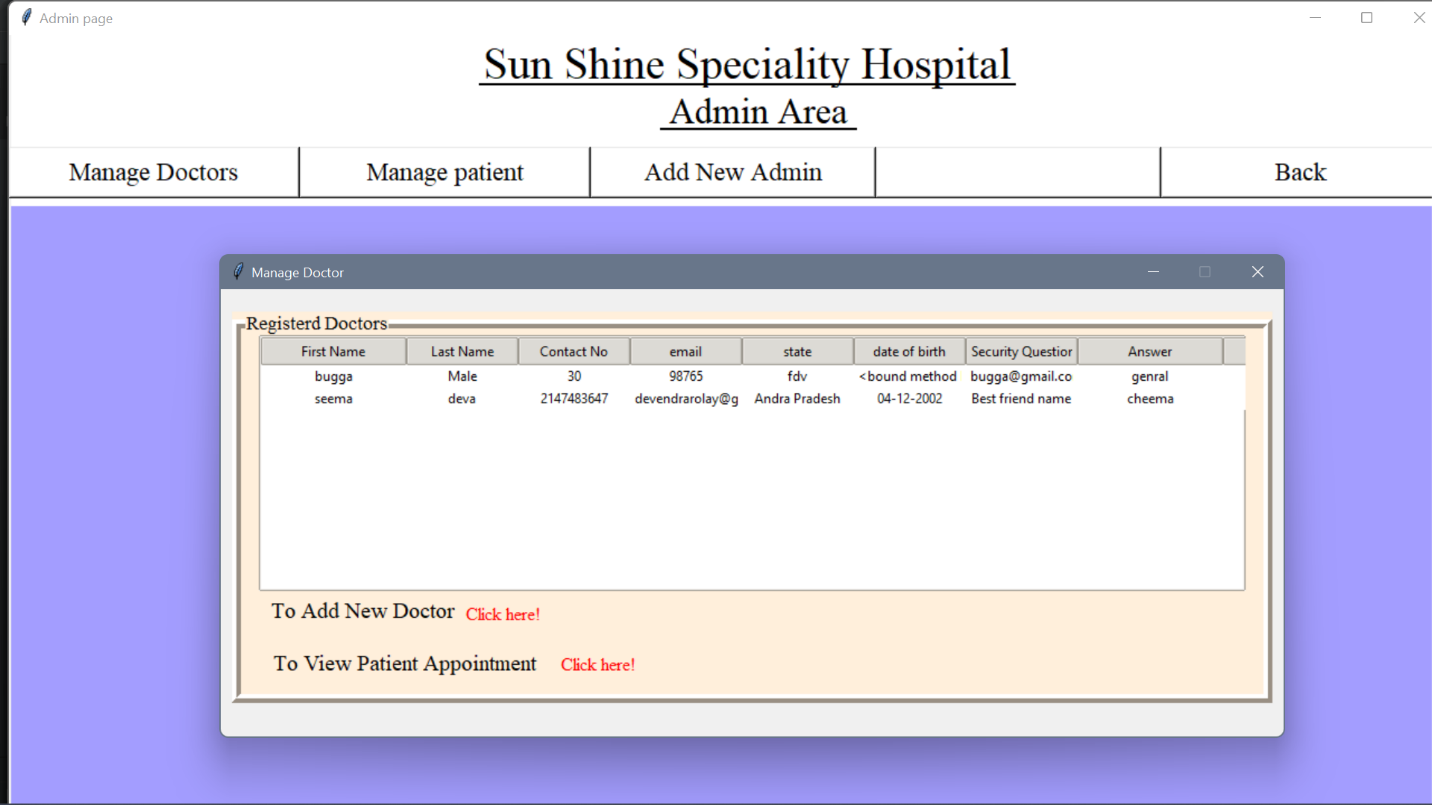 Admin page
Sun Shine Speciality Hospital
Admin Area
Manage Doctors Manage patient Add New Admin Back
Manage Doctor
Registerd Doctors
First Name Last Name Contact No email state date of birth Security Question Answer
bugga Male 30 98765 fdv <bound method bugga@gmail.co genral
seema deva 2147483647 devendrarolay@g Andra Pradesh 04-12-2002 Best friend name cheema
To Add New Doctor Click here!
To View Patient Appointment Click here!